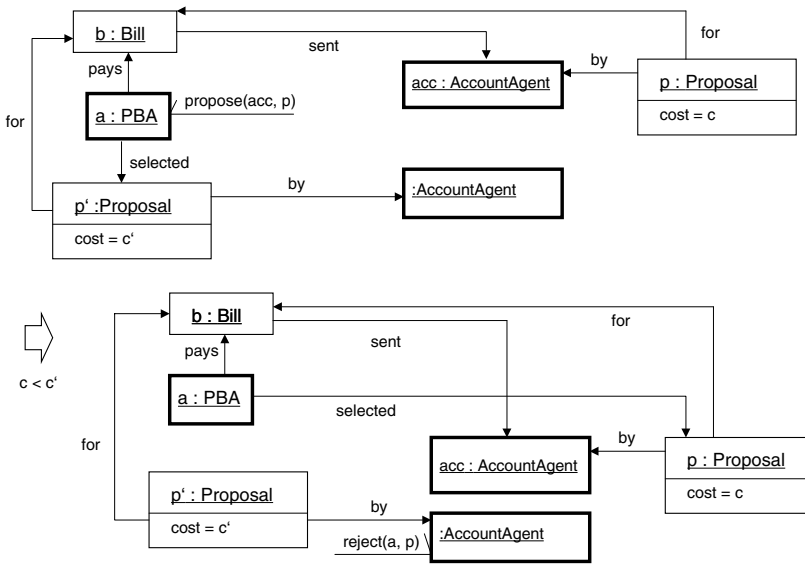 b : Bill
sent
for
pays
by
acc : AccountAgent
p : Proposal
cost = c
propose(acc, p)
a : PBA
for
selected
by
:AccountAgent
p‘ :Proposal
cost = c‘
b : Bill
for
sent
pays
c < c‘
a : PBA
selected
for
by
acc : AccountAgent
p : Proposal
cost = c
p‘ : Proposal
by
cost = c‘
:AccountAgent
reject(a, p)